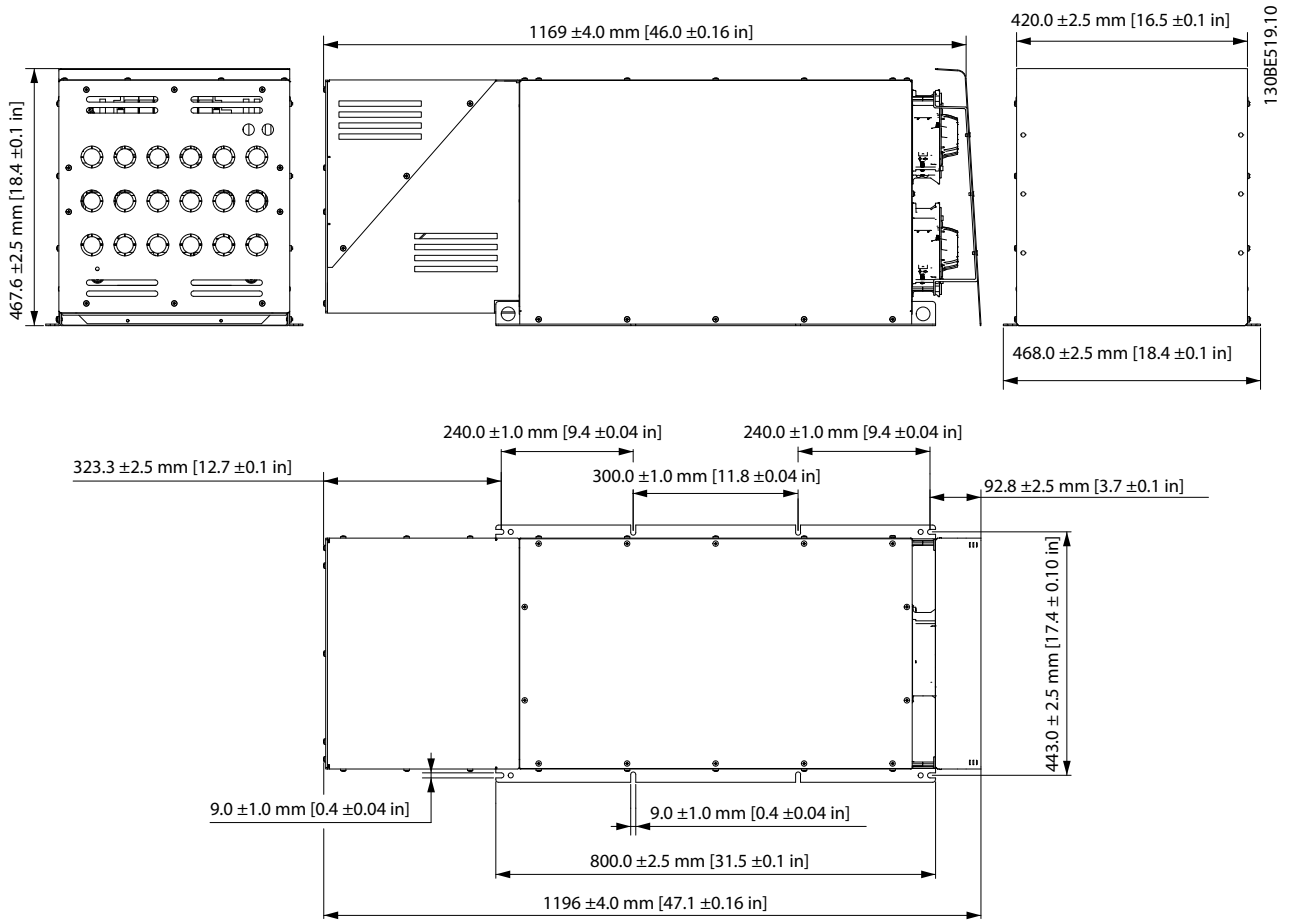 1169 ±4.0 mm [46.0 ±0.16 in]
420.0 ±2.5 mm [16.5 ±0.1 in]
130BE519.10
467.6 ±2.5 mm [18.4 ±0.1 in]
468.0 ±2.5 mm [18.4 ±0.1 in]
240.0 ±1.0 mm [9.4 ±0.04 in]
240.0 ±1.0 mm [9.4 ±0.04 in]
323.3 ±2.5 mm [12.7 ±0.1 in]
300.0 ±1.0 mm [11.8 ±0.04 in]
92.8 ±2.5 mm [3.7 ±0.1 in]
443.0 ± 2.5 mm [17.4 ± 0.10 in]
9.0 ±1.0 mm [0.4 ±0.04 in]
9.0 ±1.0 mm [0.4 ±0.04 in]
800.0 ±2.5 mm [31.5 ±0.1 in]
1196 ±4.0 mm [47.1 ±0.16 in]